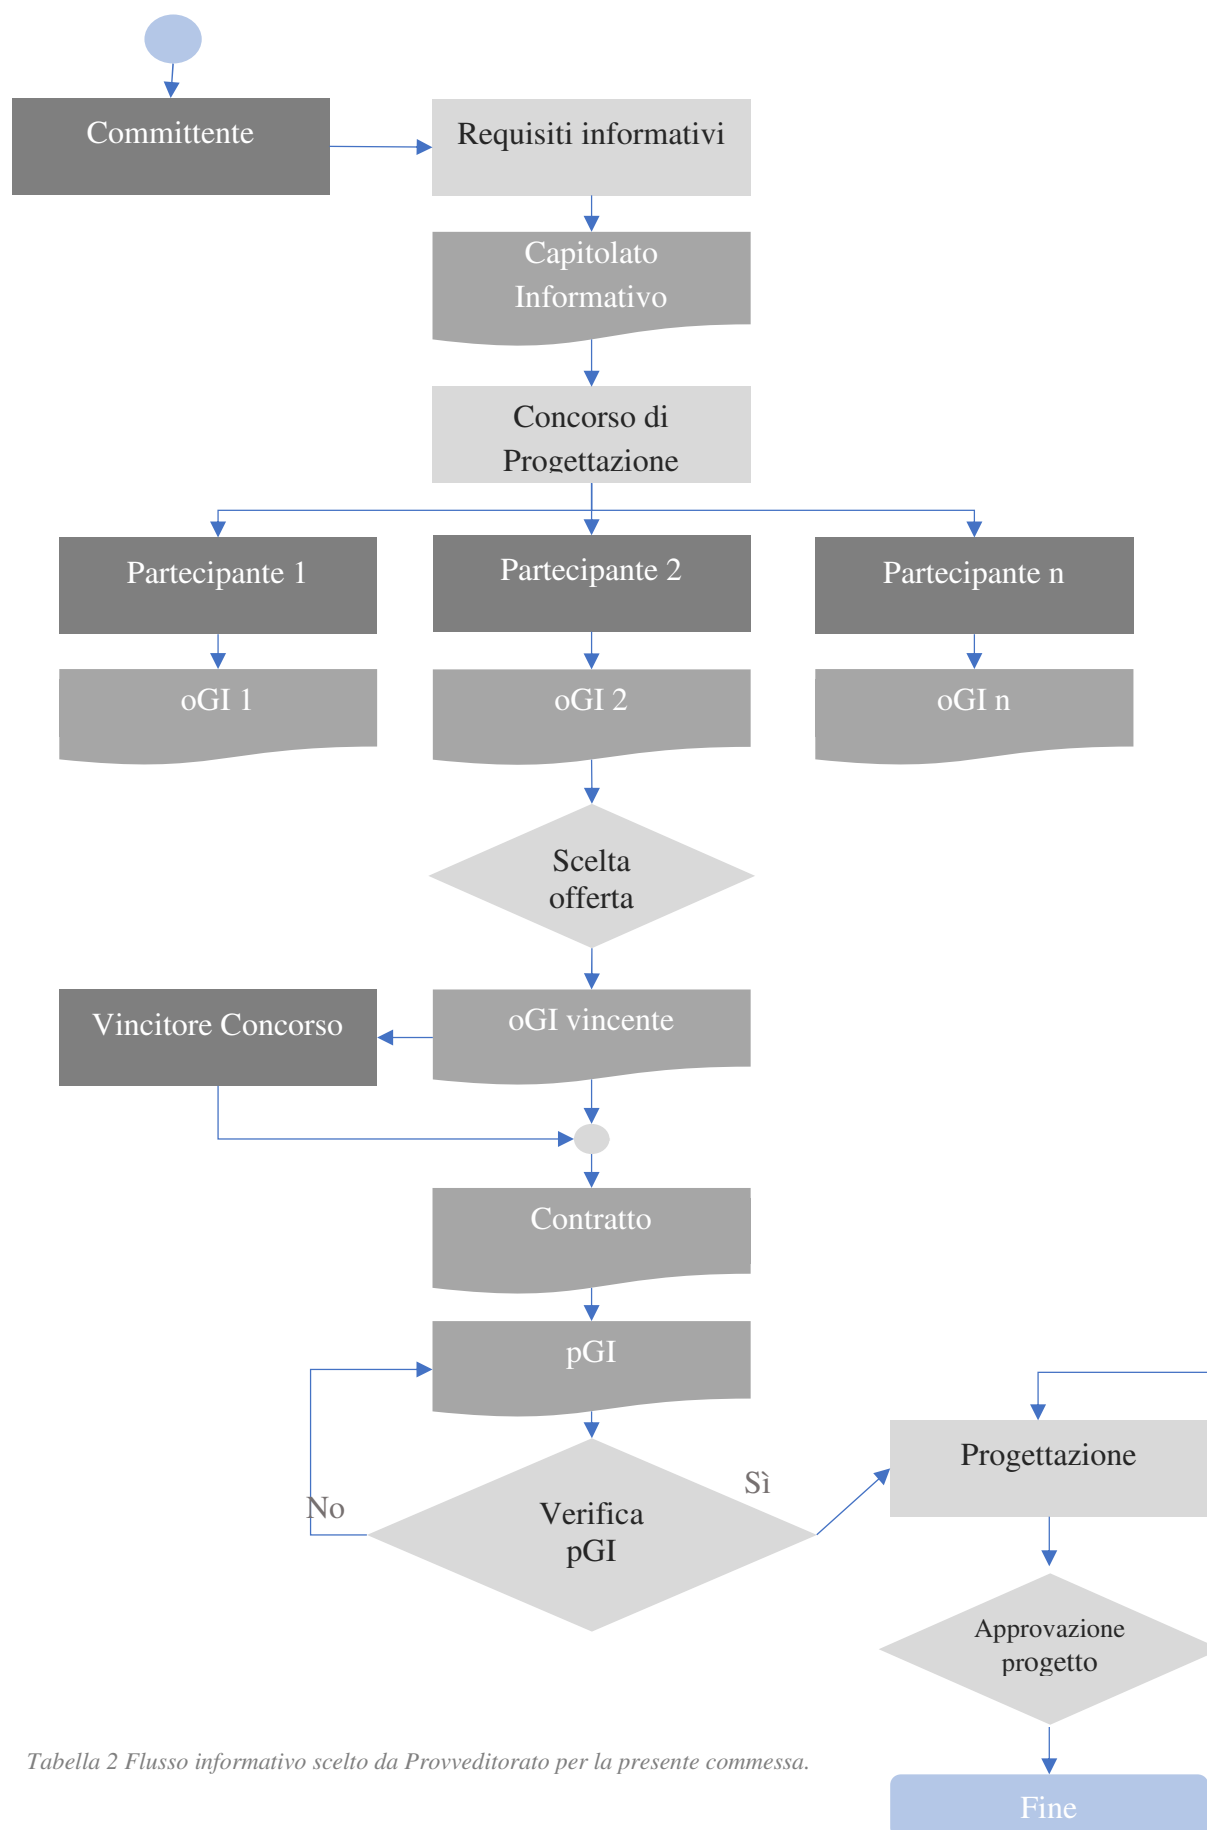 Committente
Requisiti informativi
Capitolato
Informativo
Concorso di
Progettazione
Partecipante 1
Partecipante 2
Partecipante n
oGI 1
oGI 2
oGI n
Scelta
offerta
Vincitore Concorso
oGI vincente
Contratto
pGI
No
Verifica
pGI
Sì
Progettazione
Approvazione
progetto
Tabella 2 Flusso informativo scelto da Provveditorato per la presente commessa.
Fine